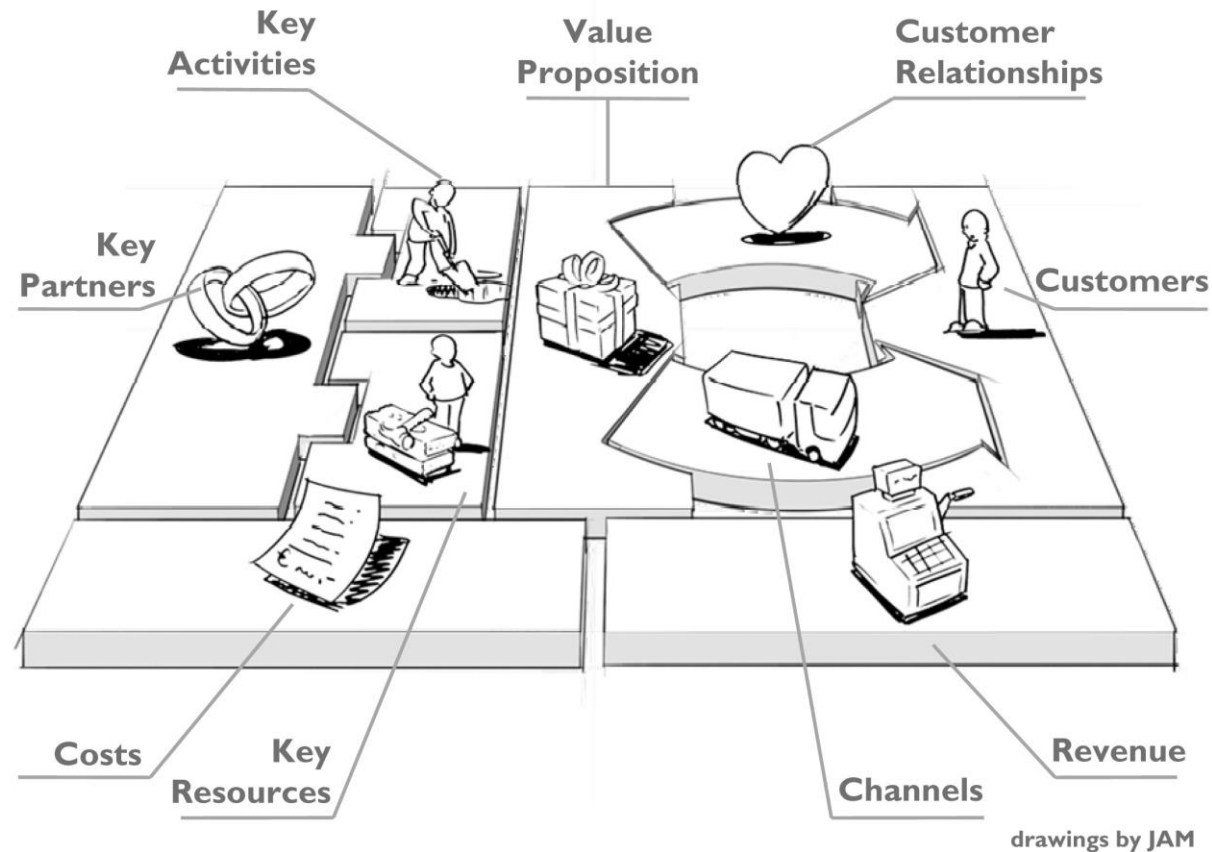 Key
Activities
Value
Proposition
Customer
Relationships
Key
Partners
Customers
Costs
Key
Resources
Channels
Revenue
drawings by JAM